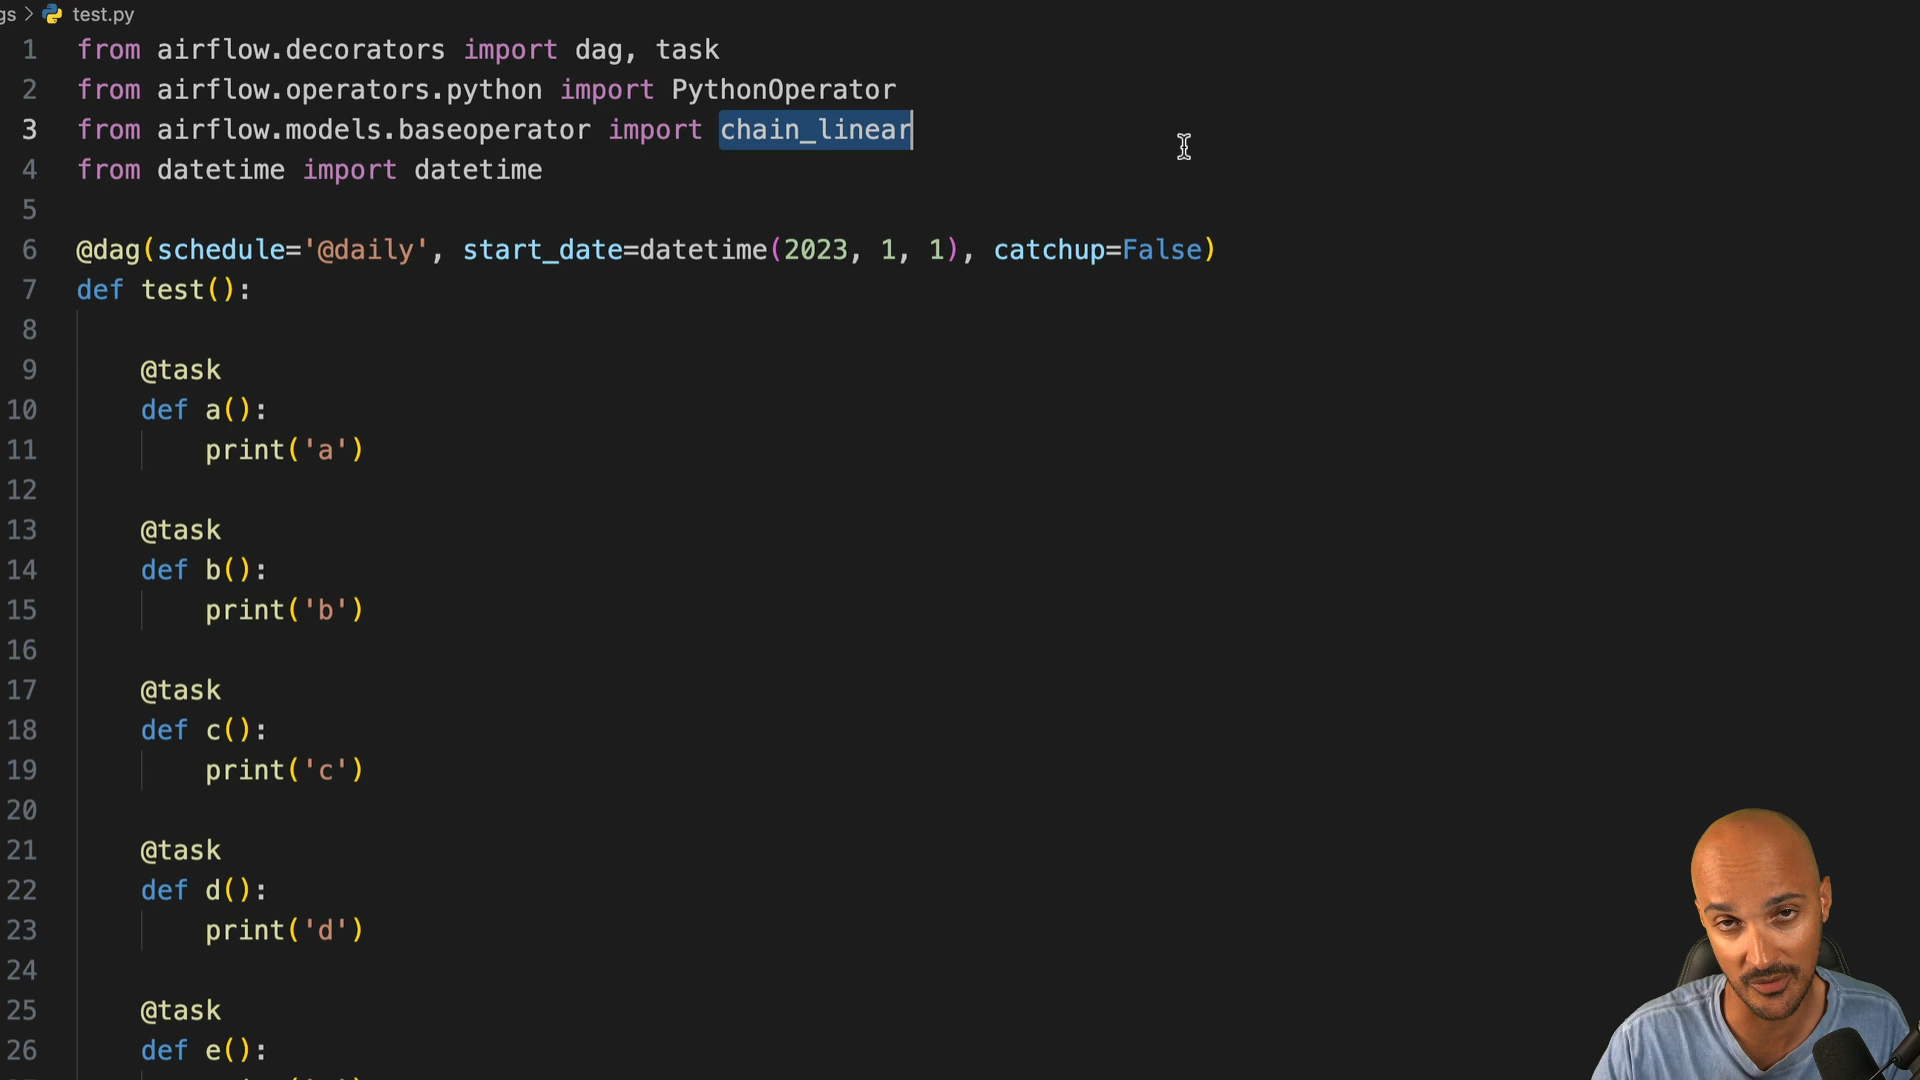 gs > test.py
1 from airflow.decorators import dag, task
2 from airflow.operators.python import PythonOperator
3 from airflow.models.baseoperator import chain_linear
4 from datetime import datetime
5
6 @dag(schedule='@daily', start_date=datetime(2023, 1, 1), catchup=False)
7 def test():
8
9 @task
10 def a():
11 print('a')
12
13 @task
14 def b():
15 print('b')
16
17 @task
18 def c():
19 print('c')
20
21 @task
22 def d():
23 print('d')
24
25 @task
26 def e():